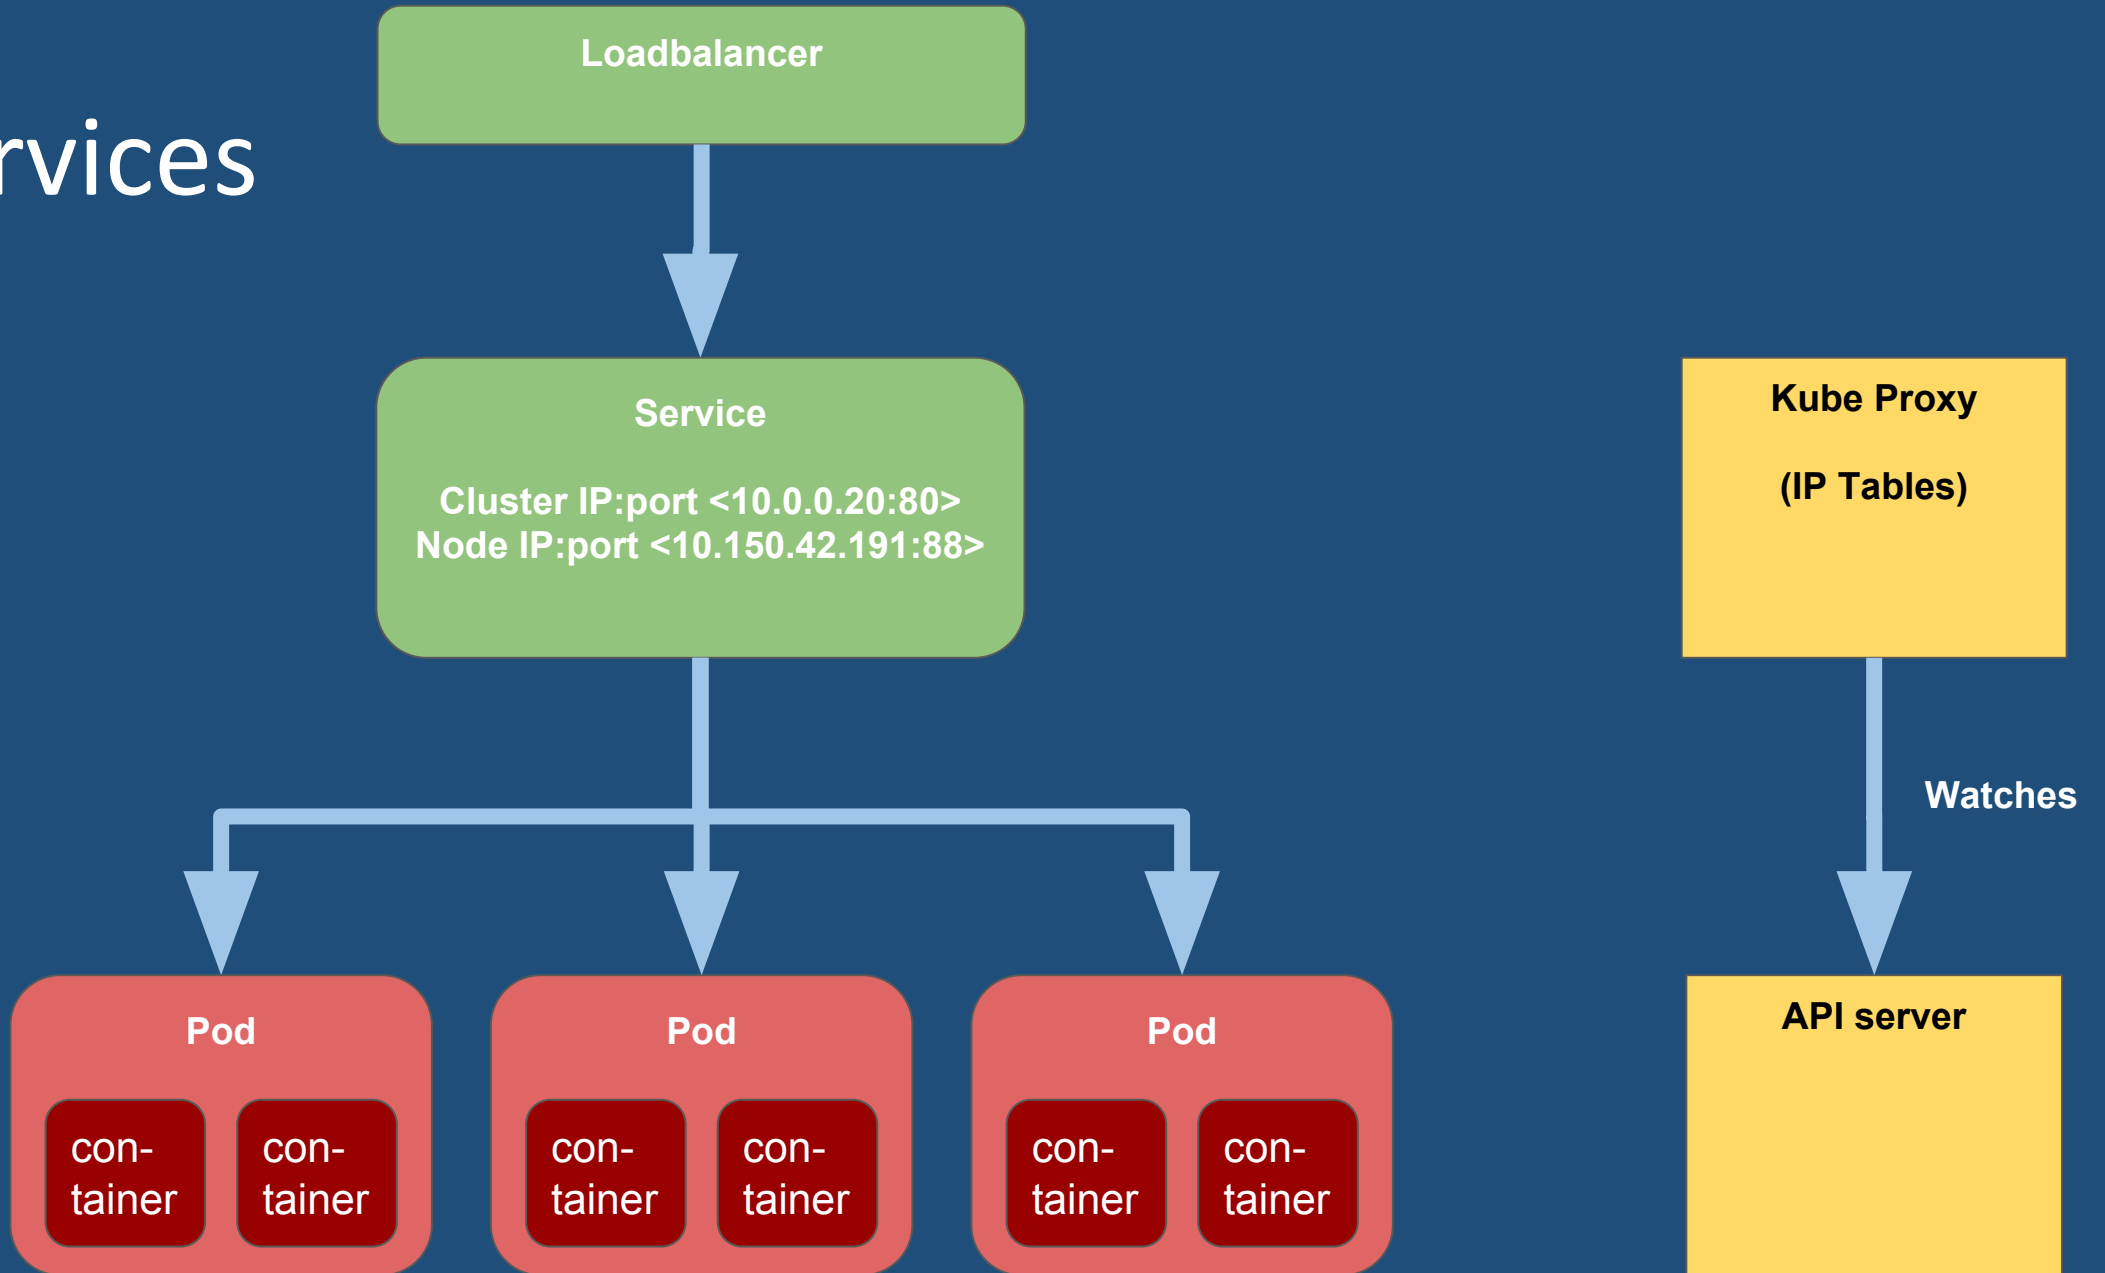 Loadbalancer
rvices
Service
Cluster IP:port <10.0.0.20:80>
Node IP:port <10.150.42.191:88>
Kube Proxy
(IP Tables)
Watches
Pod
con-
tainer
con-
tainer
Pod
con-
tainer
con-
tainer
Pod
con-
tainer
con-
tainer
API server